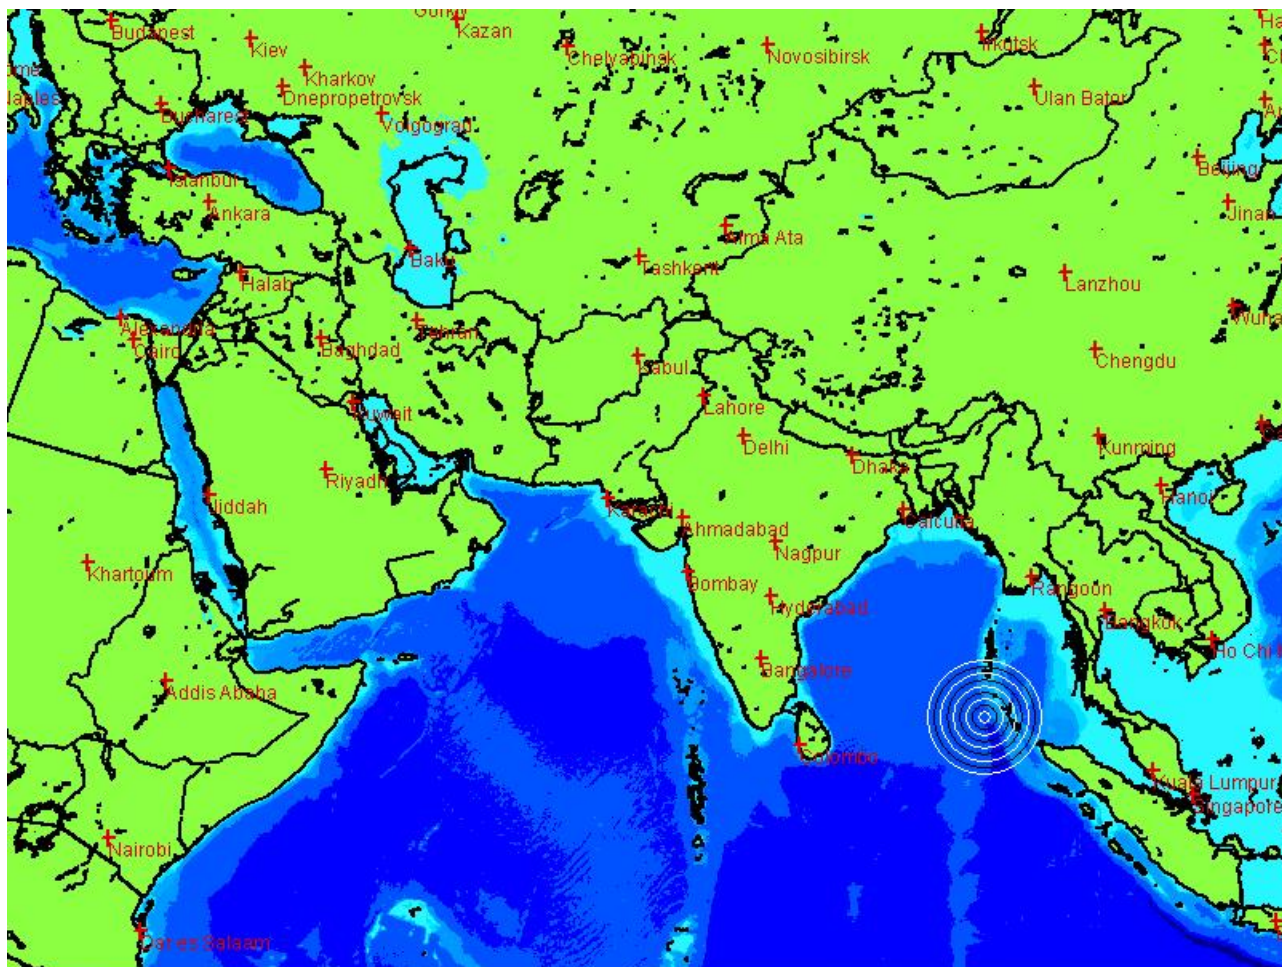 Kazan
Budapest
Kiev
Chelyabinsk
Novosibirsk
Irkotsk
Kharkov
Dnepropetrovsk
Ulan Bator
Naples
Bucharest
Volgograd
Beijing
Istanbul
Ankara
Jinan
Alma Ata
Baku
Tashkent
Halab
Lanzhou
Alexandria
Tehran
Cairo
Baghdad
Kabul
Chengdu
Kuwait
Lahore
Delhi
Kunming
Dhaka
Riyadh
Hanoi
Jiddah
Karachi
Calcutta
Ahmadabad
Nagpur
Khartoum
Bombay
Rangoon
Hyderabad
Bangkok
Ho Chi
Bangalore
Addis Ababa
Colombo
Kuala Lumpur
Singapore
Nairobi
Dar es Salaam